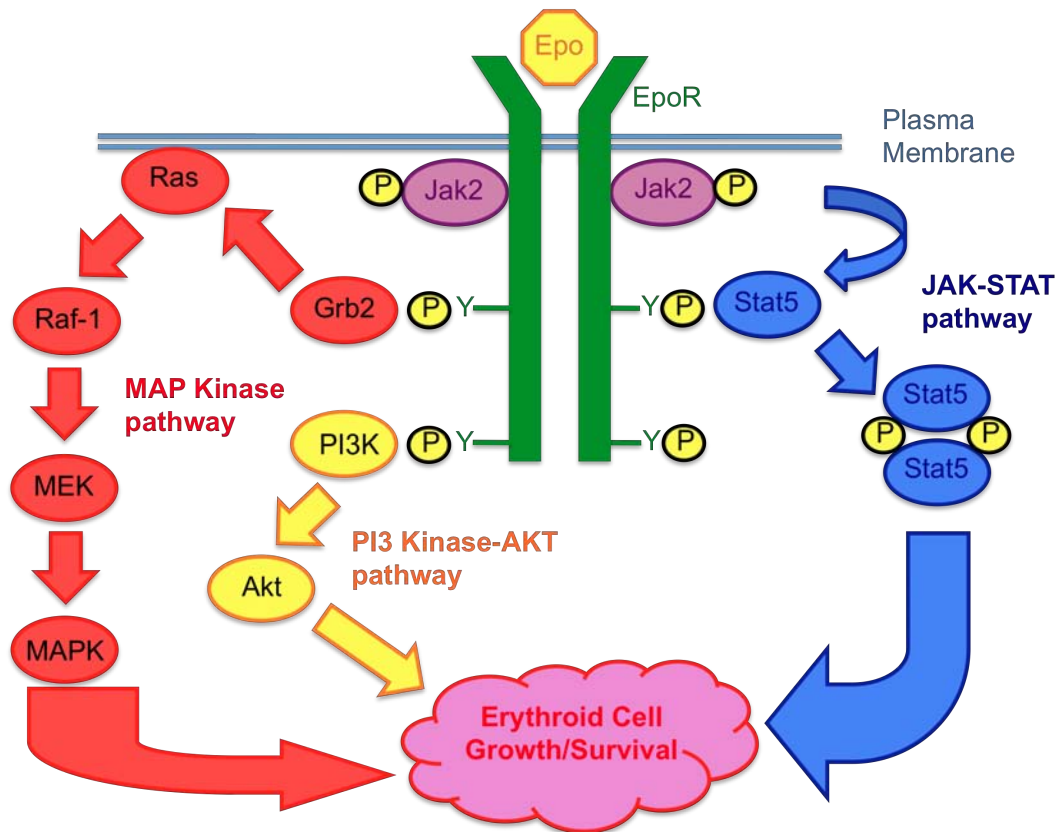 Epo
EpoR
Plasma
Membrane
Ras
P
Jak2
Jak2
P
Raf-1
Grb2
P
Y
Y
P
Stat5
JAK-STAT
pathway
MAP Kinase
pathway
Stat5
P
P
Stat5
PI3K
P
Y
Y
P
MEK
PI3 Kinase-AKT
pathway
Akt
MAPK
Erythroid Cell
Growth/Survival